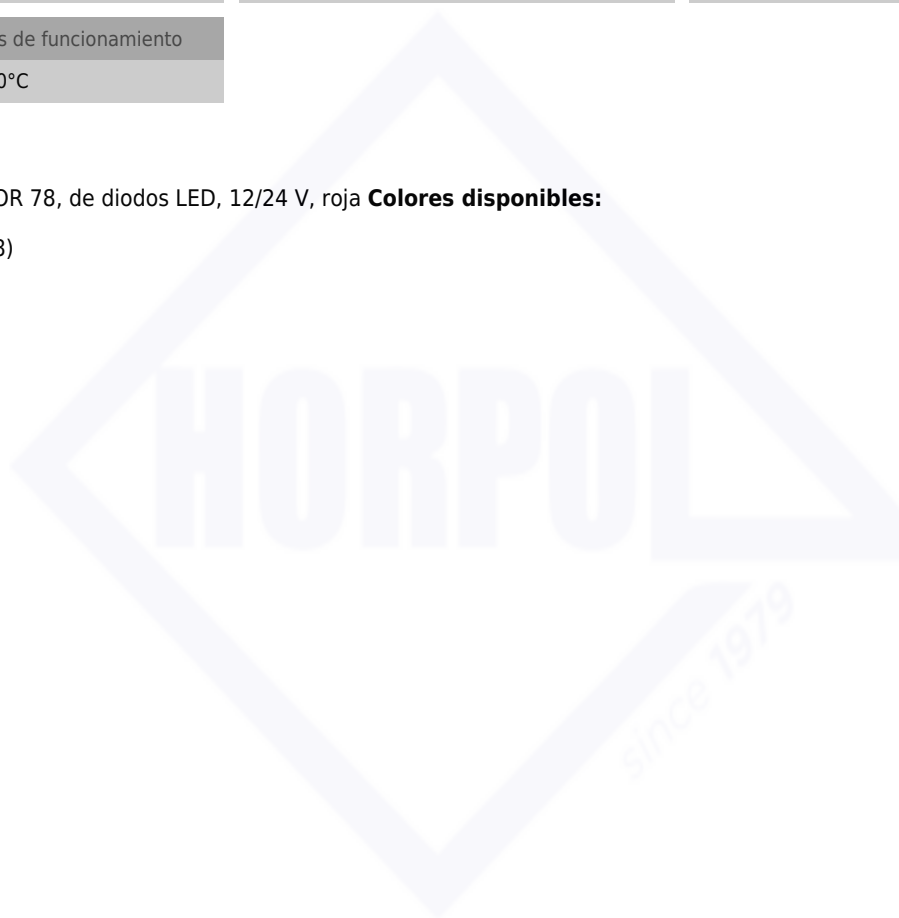 s de funcionamiento
0°C
OR 78, de diodos LED, 12/24 V, roja Colores disponibles:
3)
HORPOL
since 1979